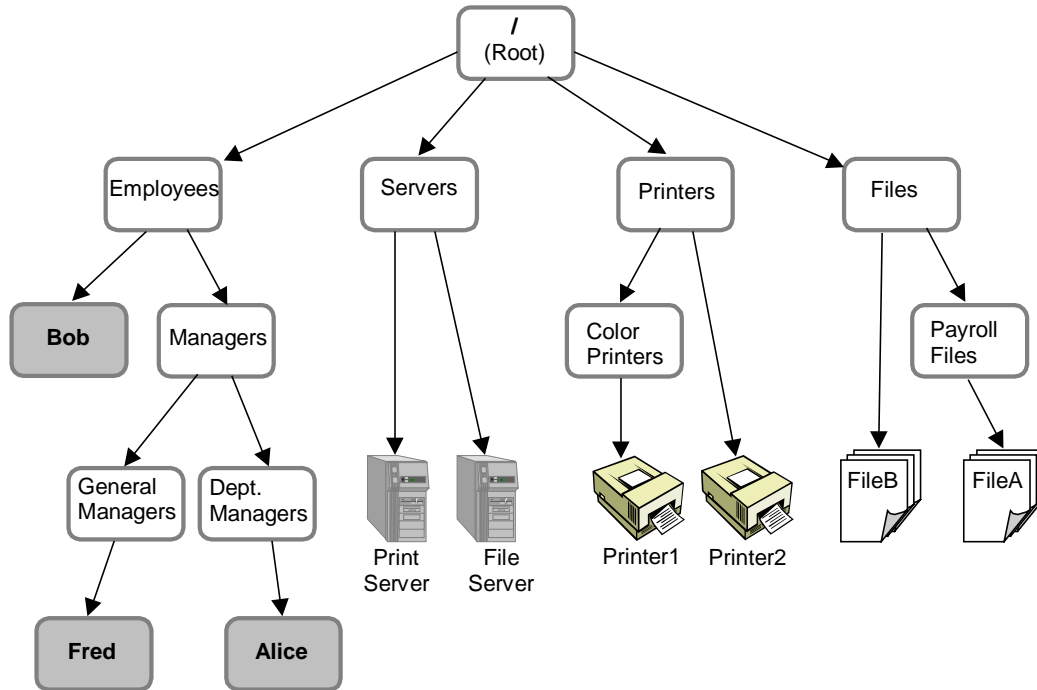 /
(Root)
Employees
Servers
Printers
Files
Bob
Managers
Color
Printers
Payroll
Files
General
Managers
Dept.
Managers
FileB
FileA
Print
Server
File
Server
Printer1
Printer2
Fred
Alice